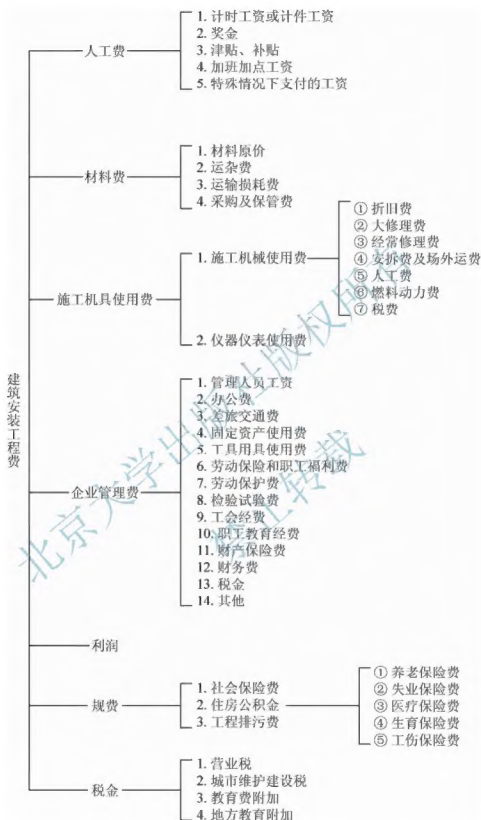 建筑安装工程费
人工费
1. 计时工资或计件工资
2. 奖金
3. 津贴、补贴
4. 加班加点工资
5. 特殊情况下支付的工资
材料费
1. 材料原价
2. 运杂费
3. 运输损耗费
4. 采购及保管费
施工机具使用费
1. 施工机械使用费
① 折旧费
② 大修理费
③ 经常修理费
④ 安拆费及场外运费
⑤ 人工费
⑥ 燃料动力费
⑦ 税费
2. 仪器仪表使用费
企业管理费
1. 管理人员工资
2. 办公费
3. 差旅交通费
4. 固定资产使用费
5. 工具用具使用费
6. 劳动保险和职工福利费
7. 劳动保护费
8. 检验试验费
9. 工会经费
10. 职工教育经费
11. 财产保险费
12. 财务费
13. 税金
14. 其他
利润
规费
1. 社会保险费
2. 住房公积金
3. 工程排污费
① 养老保险费
② 失业保险费
③ 医疗保险费
④ 生育保险费
⑤ 工伤保险费
税金
1. 营业税
2. 城市维护建设税
3. 教育费附加
4. 地方教育附加
北京大学出版社版权所有
禁止转载